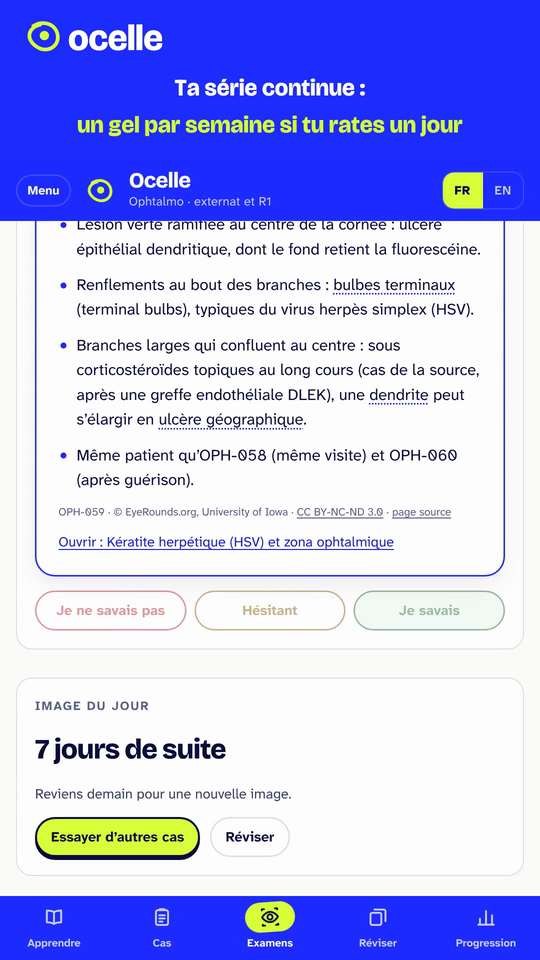 ocelle
Ta série continue :
un gel par semaine si tu rates un jour
Menu
Ocelle
Ophtalmo · externat et R1
FR
EN
Lésion verte ramifiée au centre de la cornée : ulcère
épithélial dendritique, dont le fond retient la fluorescéine.
Renflements au bout des branches : bulbes terminaux
(terminal bulbs), typiques du virus herpès simplex (HSV).
Branches larges qui confluent au centre : sous
corticostéroïdes topiques au long cours (cas de la source,
après une greffe endothéliale DLEK), une dendrite peut
s’élargir en ulcère géographique.
Même patient qu’OPH-058 (même visite) et OPH-060
(après guérison).
OPH-059 · © EyeRounds.org, University of Iowa · CC BY-NC-ND 3.0 · page source
Ouvrir : Kératite herpétique (HSV) et zona ophtalmique
Je ne savais pas
Hésitant
Je savais
IMAGE DU JOUR
7 jours de suite
Reviens demain pour une nouvelle image.
Essayer d’autres cas
Réviser
Apprendre
Cas
Examens
Réviser
Progression